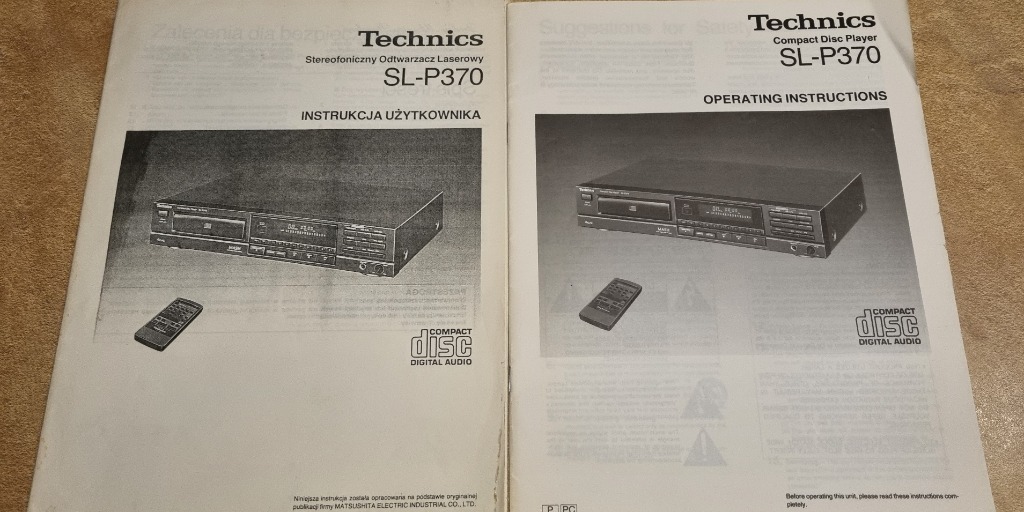 Technics
Stereofoniczny Odtwarzacz Laserowy
SL-P370
INSTRUKCJA UŻYTKOWNIKA
COMPACT
disc
DIGITAL AUDIO
Niniejsza instrukcja została opracowana na podstawie oryginalnej
publikacji firmy MATSUSHITA ELECTRIC INDUSTRIAL CO., LTD.
Technics
Compact Disc Player
SL-P370
OPERATING INSTRUCTIONS
Technics
COMPACT
disc
DIGITAL AUDIO
P PC
Before operating this unit, please read these instructions com-
pletely.